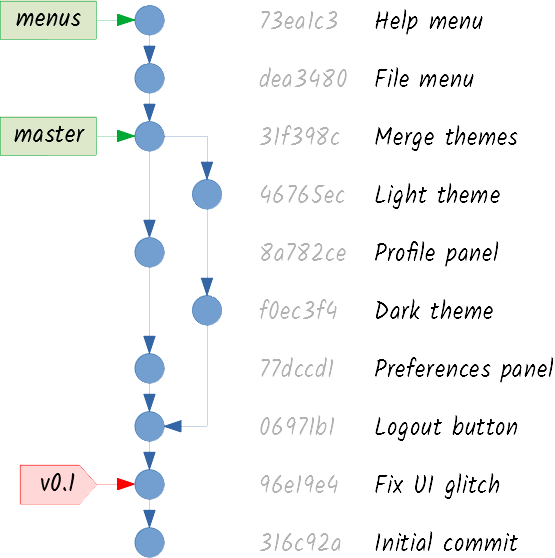 menus 73ea1c3 Help menu
dea3480 File menu
master 31f398c Merge themes
46765ec Light theme
8a782ce Profile panel
f0ec3f4 Dark theme
77dccd1 Preferences panel
06971b1 Logout button
v0.1 96e19e4 Fix UI glitch
316c92a Initial commit